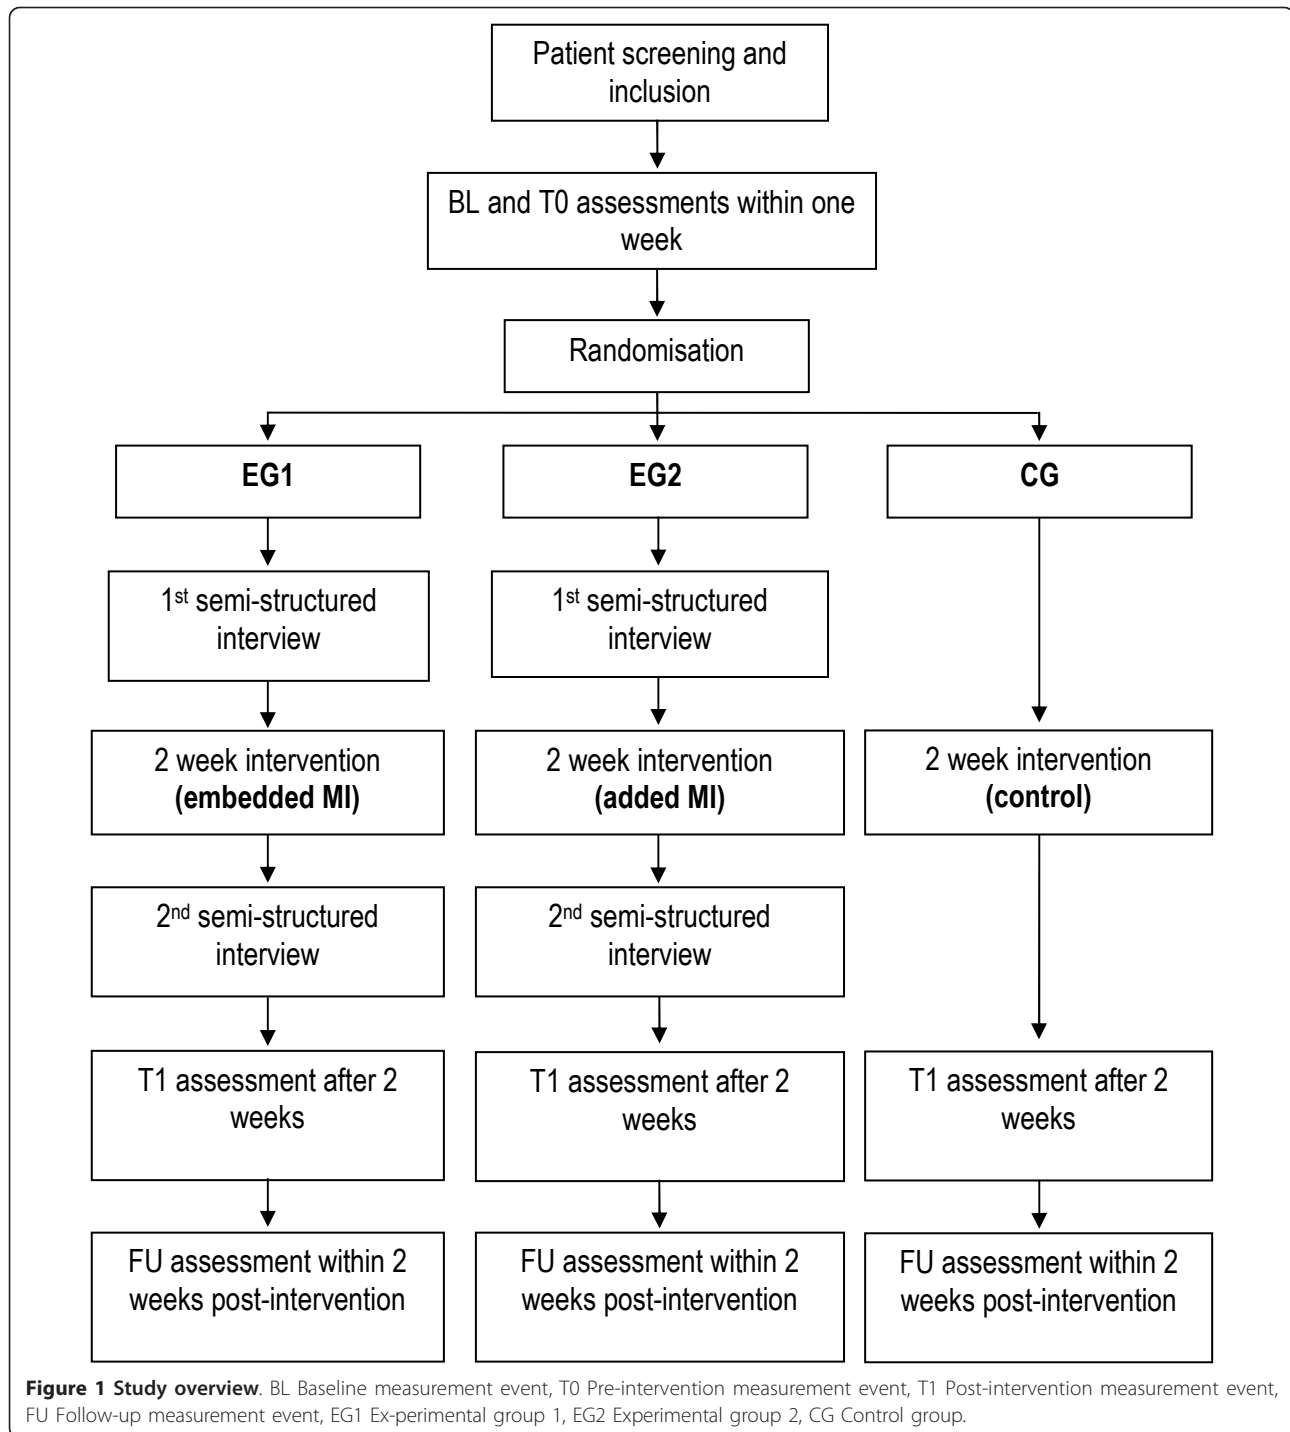 Patient screening and
inclusion
BL and T0 assessments within one
week
Randomisation
EG1
EG2
CG
1st semi-structured
interview
1st semi-structured
interview
2 week intervention
(embedded MI)
2 week intervention
(added MI)
2 week intervention
(control)
2nd semi-structured
interview
2nd semi-structured
interview
T1 assessment after 2
weeks
T1 assessment after 2
weeks
T1 assessment after 2
weeks
FU assessment within 2
weeks post-intervention
FU assessment within 2
weeks post-intervention
FU assessment within 2
weeks post-intervention
Figure 1 Study overview. BL Baseline measurement event, T0 Pre-intervention measurement event, T1 Post-intervention measurement event,
FU Follow-up measurement event, EG1 Ex-perimental group 1, EG2 Experimental group 2, CG Control group.